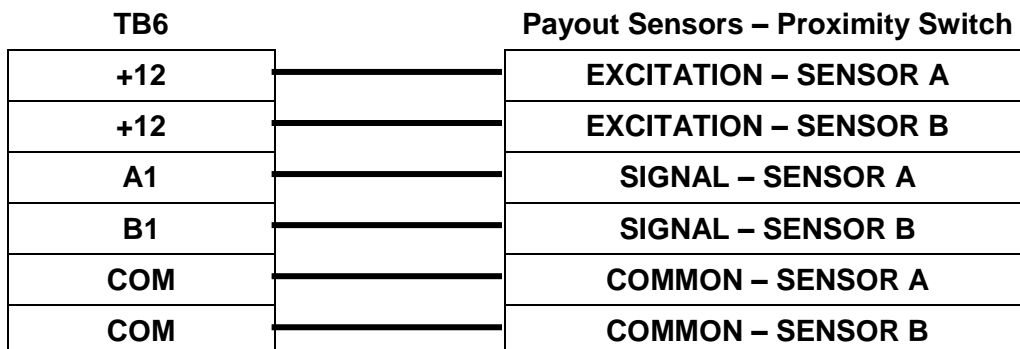 TB6 Payout Sensors – Proximity Switch
+12 EXCITATION – SENSOR A
+12 EXCITATION – SENSOR B
A1 SIGNAL – SENSOR A
B1 SIGNAL – SENSOR B
COM COMMON – SENSOR A
COM COMMON – SENSOR B